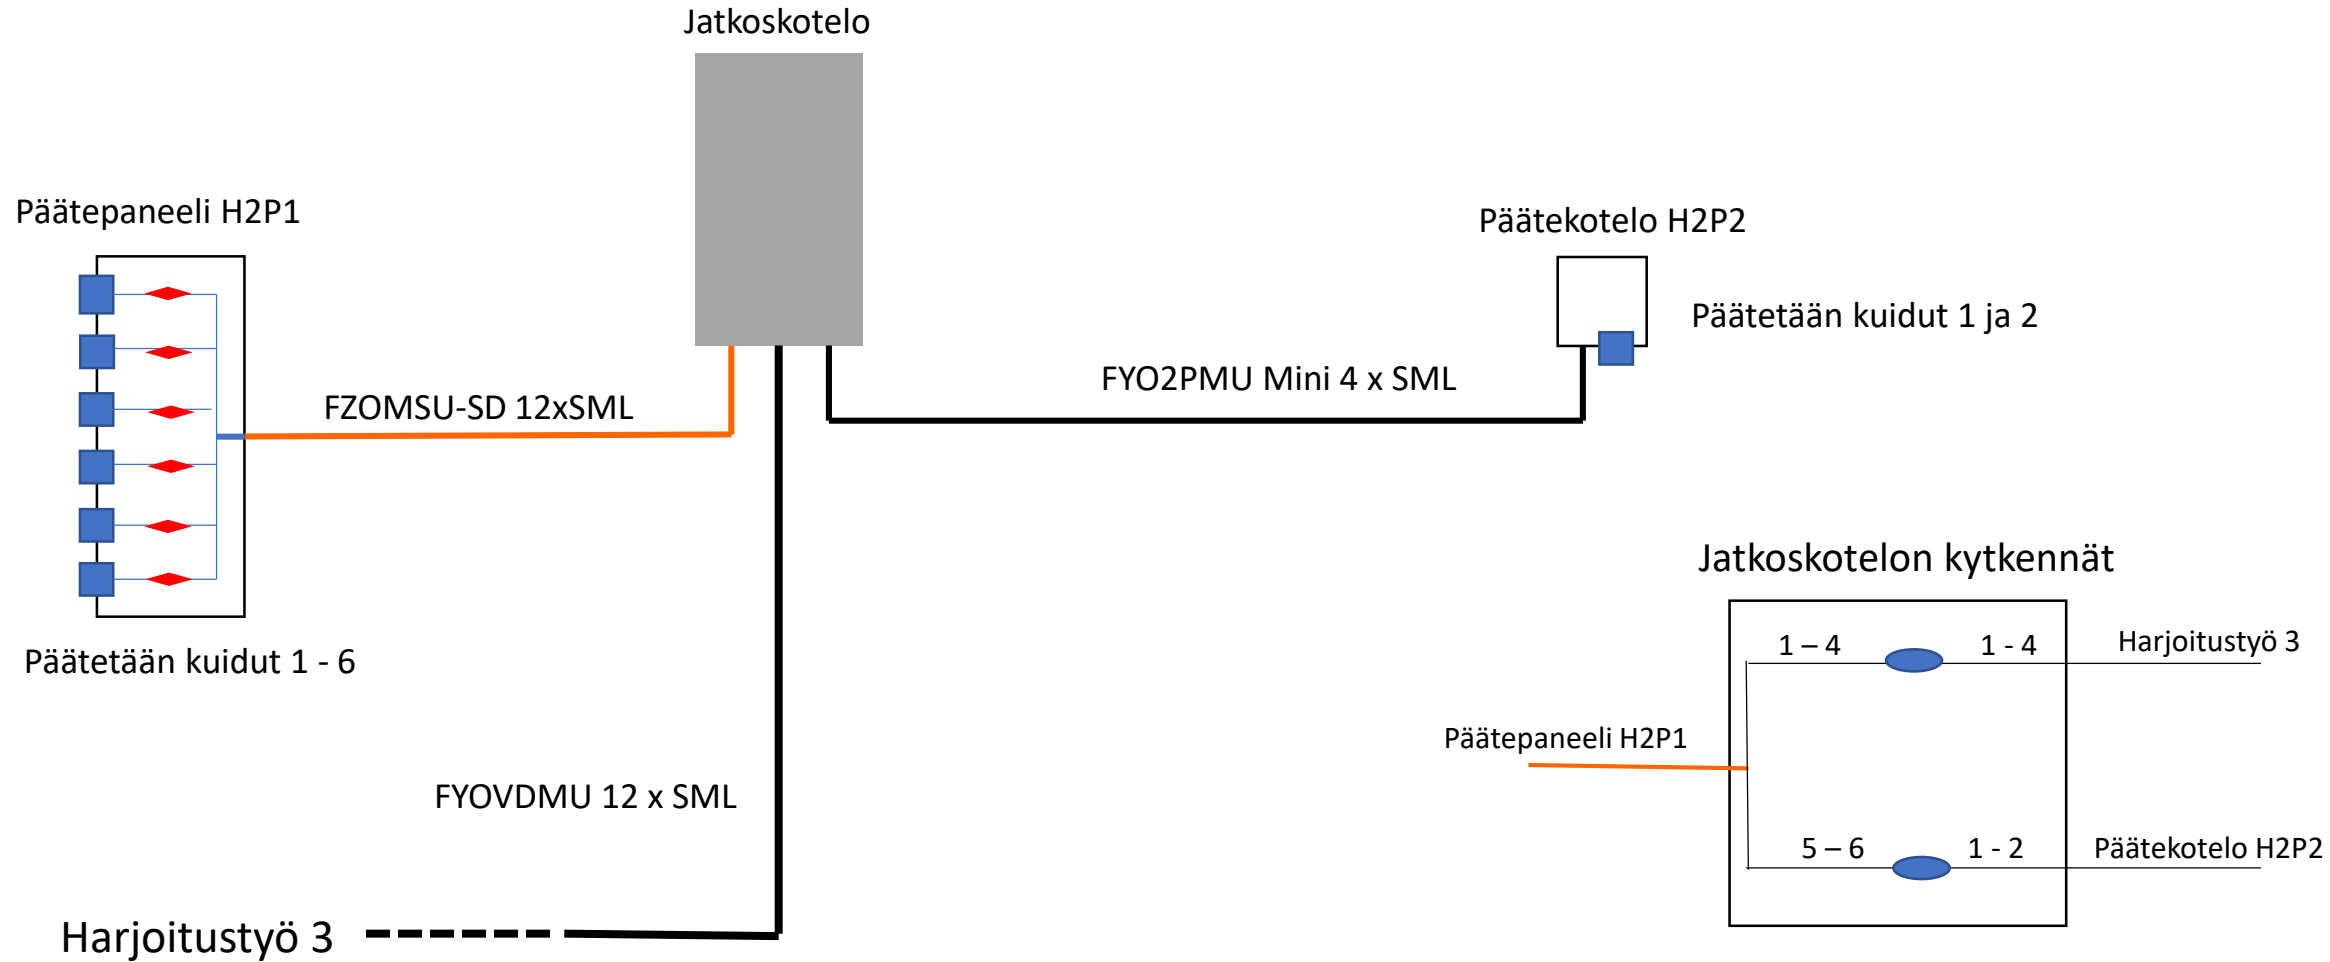 Jatkoskotelo
Päätepaneeli H2P1
Päätekotelo H2P2
Päätetään kuidut 1 ja 2
FYO2PMU Mini 4 x SML
FZOMSU-SD 12xSML
Päätetään kuidut 1 - 6
FYOVDMU 12 x SML
Harjoitustyö 3
Jatkoskotelon kytkennät
1 – 4
1 - 4
Harjoitustyö 3
Päätepaneeli H2P1
5 – 6
1 - 2
Päätekotelo H2P2